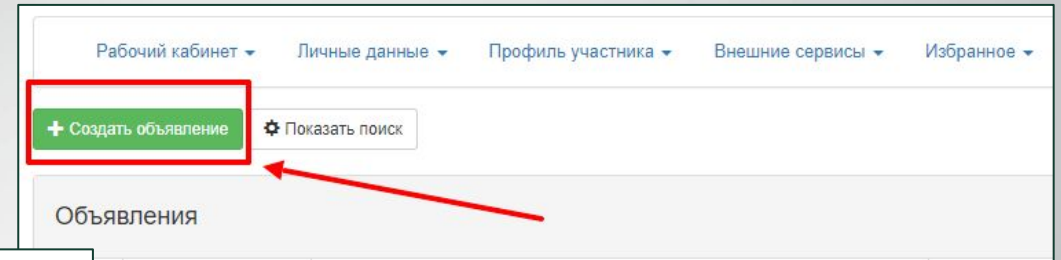 Рабочий кабинет Личные данные Профиль участника Внешние сервисы Избранное
+ Создать объявление Показать поиск
Объявления